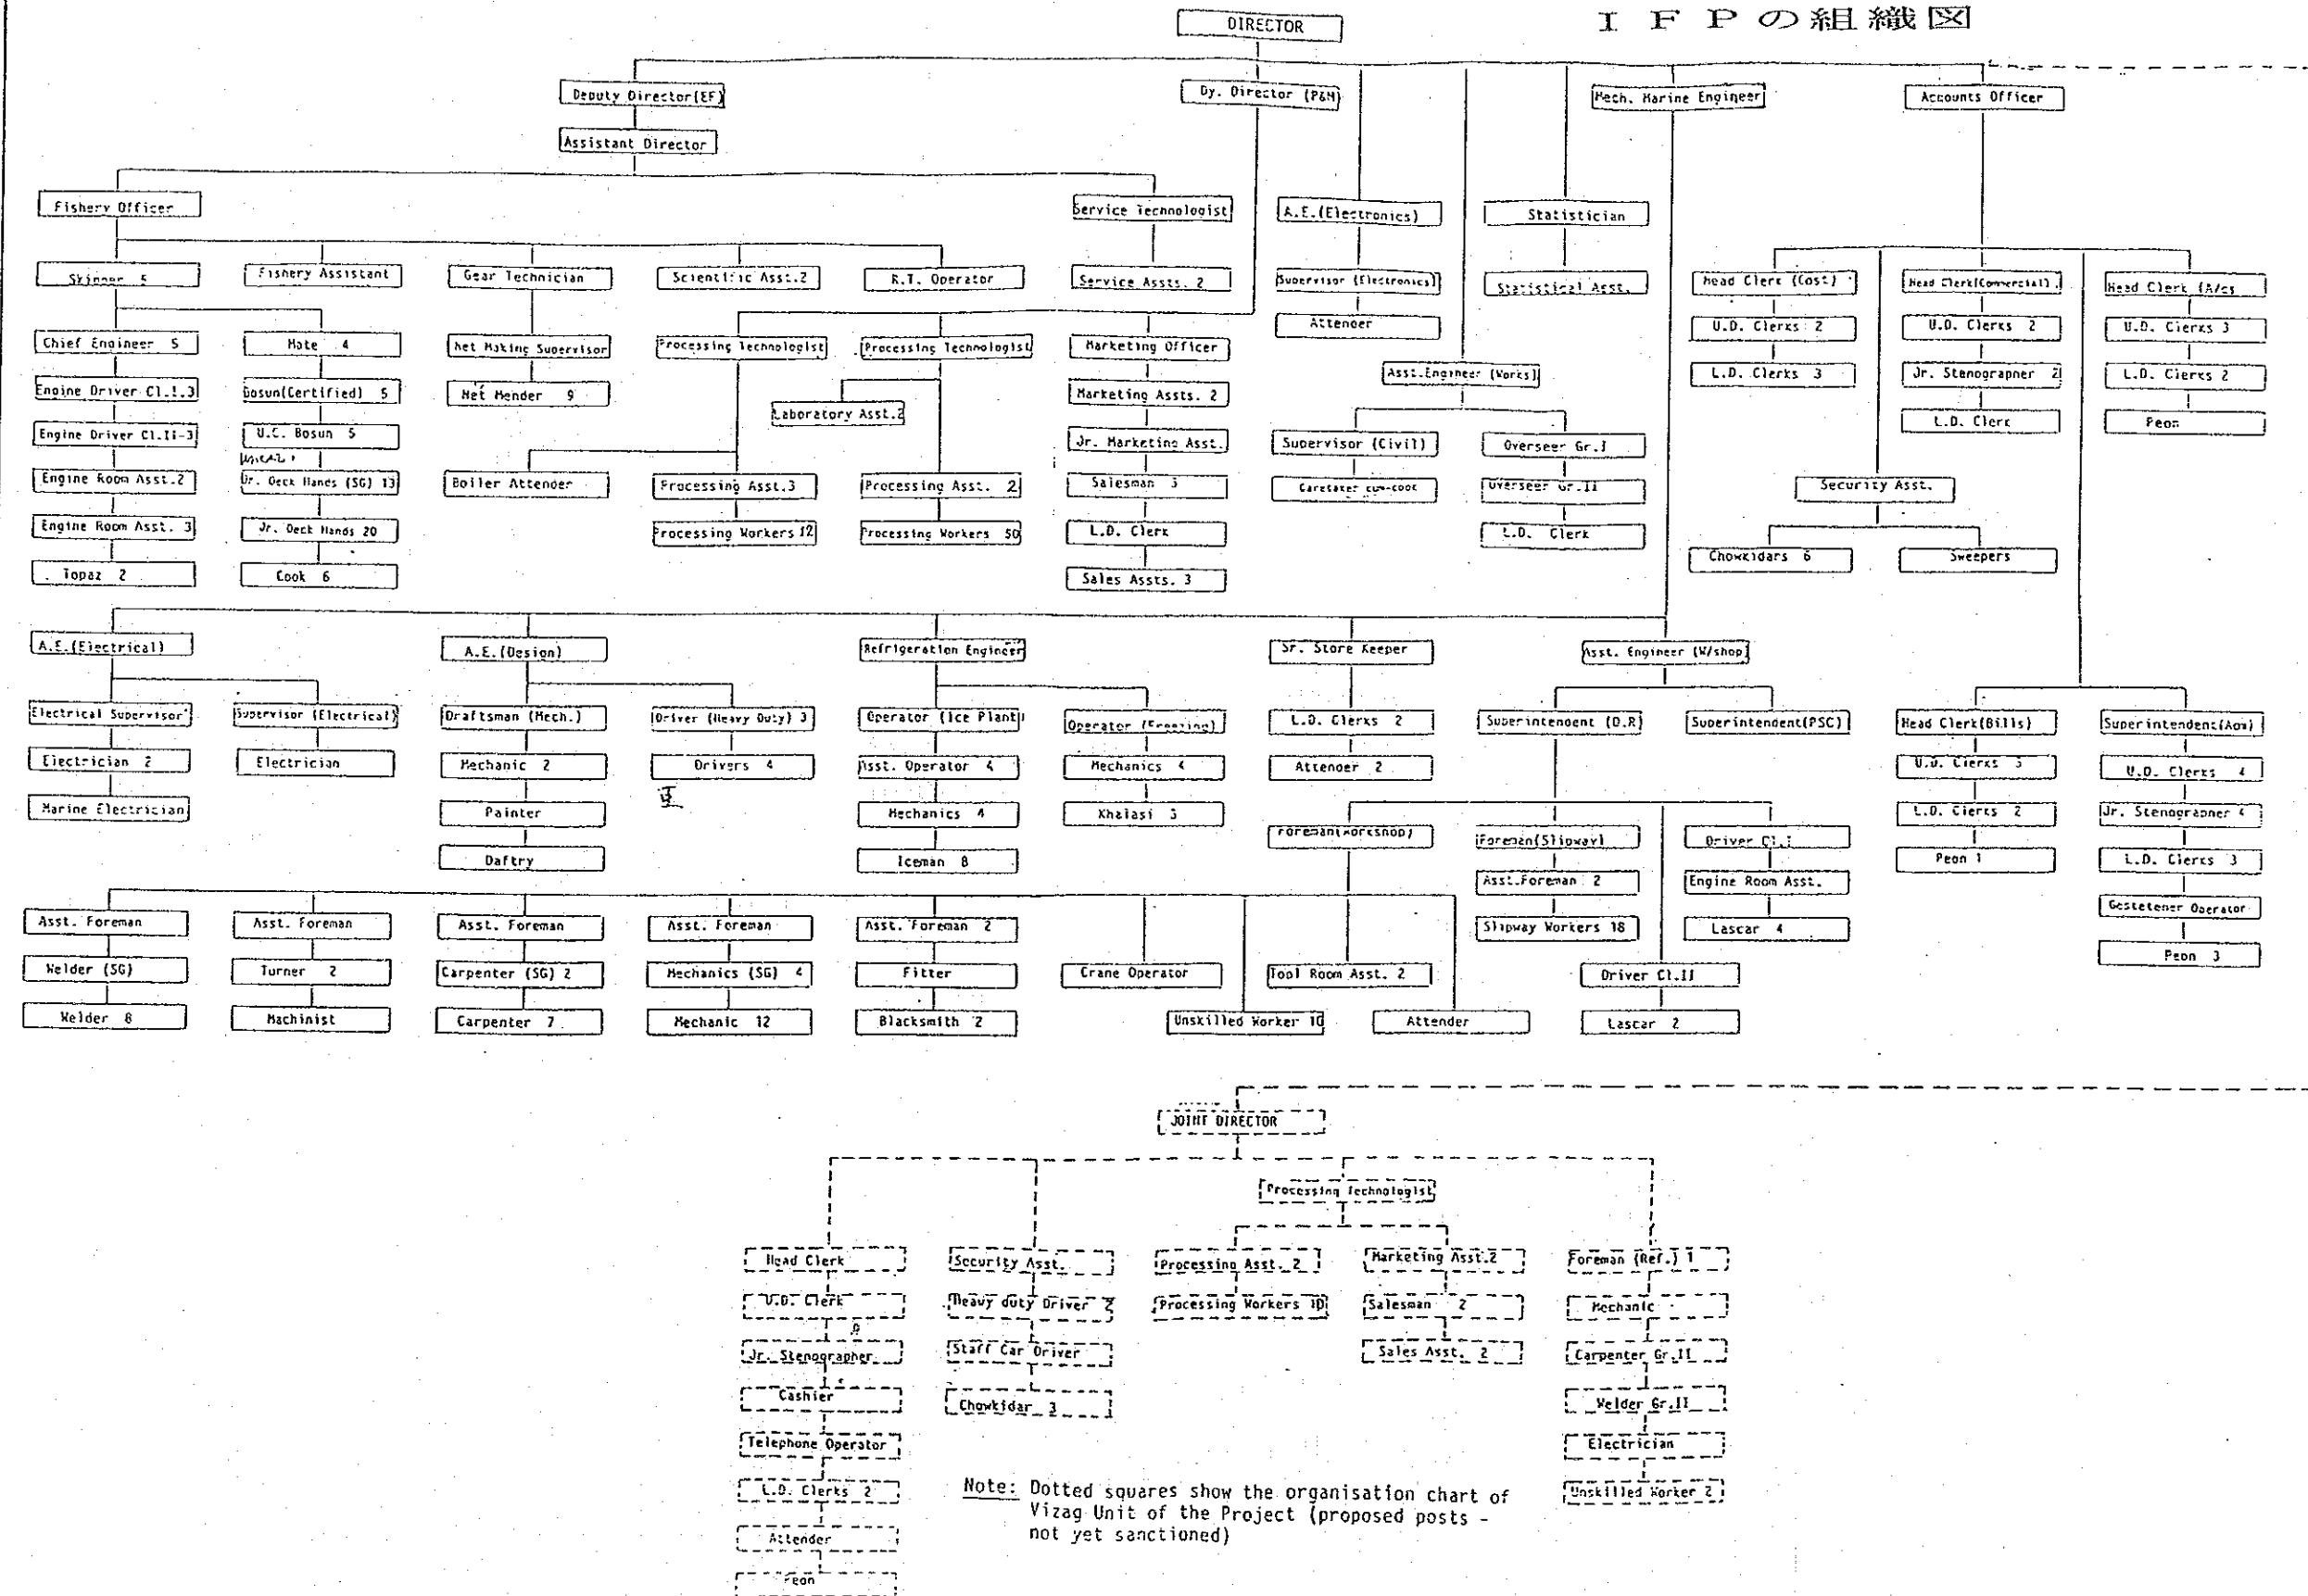 ＩＦＰの組織図
DIRECTOR
Deputy Director(EF)
Dy. Director (P&M)
Mech. Marine Engineer
Accounts Officer
Assistant Director
Fishery Officer
Service Technologist
A.E.(Electronics)
Statistician
Skipper 5
Fishery Assistant
Gear Technician
Scientific Asst.2
R.T. Operator
Service Assts. 2
Supervisor (Electronics)
Statistical Asst.
Head Clerk (Cost)
Head Clerk(Commercial)
Head Clerk (A/cs
Attender
U.D. Clerks 2
U.D. Clerks 2
U.D. Clerks 3
Chief Engineer 5
Mate 4
Net Making Supervisor
Processing Technologist
Processing Technologist
Marketing Officer
Asst.Engineer (Works)
L.D. Clerks 3
Jr. Stenographer 2
L.D. Clerks 2
Engine Driver Cl.I.3
Bosun(Certified) 5
Net Mender 9
Laboratory Asst.2
Marketing Assts. 2
L.D. Clerk
Peon
Engine Driver Cl.II-3
U.C. Bosun 5
Jr. Marketing Asst.
Supervisor (Civil)
Overseer Gr.I
Engine Room Asst.2
Deck Hands (SG) 13
Boiler Attender
Processing Asst.3
Processing Asst. 2
Salesman 3
Caretaker cum-cook
Overseer Gr.II
Security Asst.
Engine Room Asst. 3
Jr. Deck Hands 20
Processing Workers 12
Processing Workers 50
L.D. Clerk
L.D. Clerk
Chowkidars 6
Sweepers
Topaz 2
Cook 6
Sales Assts. 3
A.E.(Electrical)
A.E.(Design)
Refrigeration Engineer
Sr. Store Keeper
Asst. Engineer (W/shop)
Electrical Supervisor
Supervisor (Electrical)
Draftsman (Mech.)
Driver (Heavy Duty) 3
Operator (Ice Plant)
Operator (Freezing)
L.D. Clerks 2
Superintendent (D.R)
Superintendent(PSC)
Head Clerk(Bills)
Superintendent(Adm)
Electrician 2
Electrician
Mechanic 2
Drivers 4
Asst. Operator 4
Mechanics 4
Attender 2
U.D. Clerks 3
U.D. Clerks 4
Marine Electrician
Painter
Mechanics 4
Khalasi 3
Foreman(Workshop)
Foreman(Slipway)
Driver Cl.I
L.D. Clerks 2
Jr. Stenographer 4
Daftry
Iceman 8
Asst.Foreman 2
Engine Room Asst.
Peon 1
L.D. Clerks 3
Asst. Foreman
Asst. Foreman
Asst. Foreman
Asst. Foreman
Asst. Foreman 2
Slipway Workers 18
Lascar 4
Gestetener Operator
Welder (SG)
Turner 2
Carpenter (SG) 2
Mechanics (SG) 4
Fitter
Crane Operator
Tool Room Asst. 2
Driver Cl.II
Peon 3
Welder 8
Machinist
Carpenter 7
Mechanic 12
Blacksmith 2
Unskilled Worker 10
Attender
Lascar 2
JOINT DIRECTOR
Processing Technologist
Head Clerk
Security Asst.
Processing Asst. 2
Marketing Asst.2
Foreman (Ref.) 1
U.D. Clerk
Heavy duty Driver 2
Processing Workers 10
Salesman 2
Mechanic
Jr. Stenographer
Staff Car Driver
Sales Asst. 2
Carpenter Gr.II
Cashier
Chowkidar 3
Welder Gr.II
Telephone Operator
Electrician
L.D. Clerks 2
Unskilled Worker 2
Attender
Peon
Note: Dotted squares show the organisation chart of
Vizag Unit of the Project (proposed posts -
not yet sanctioned)